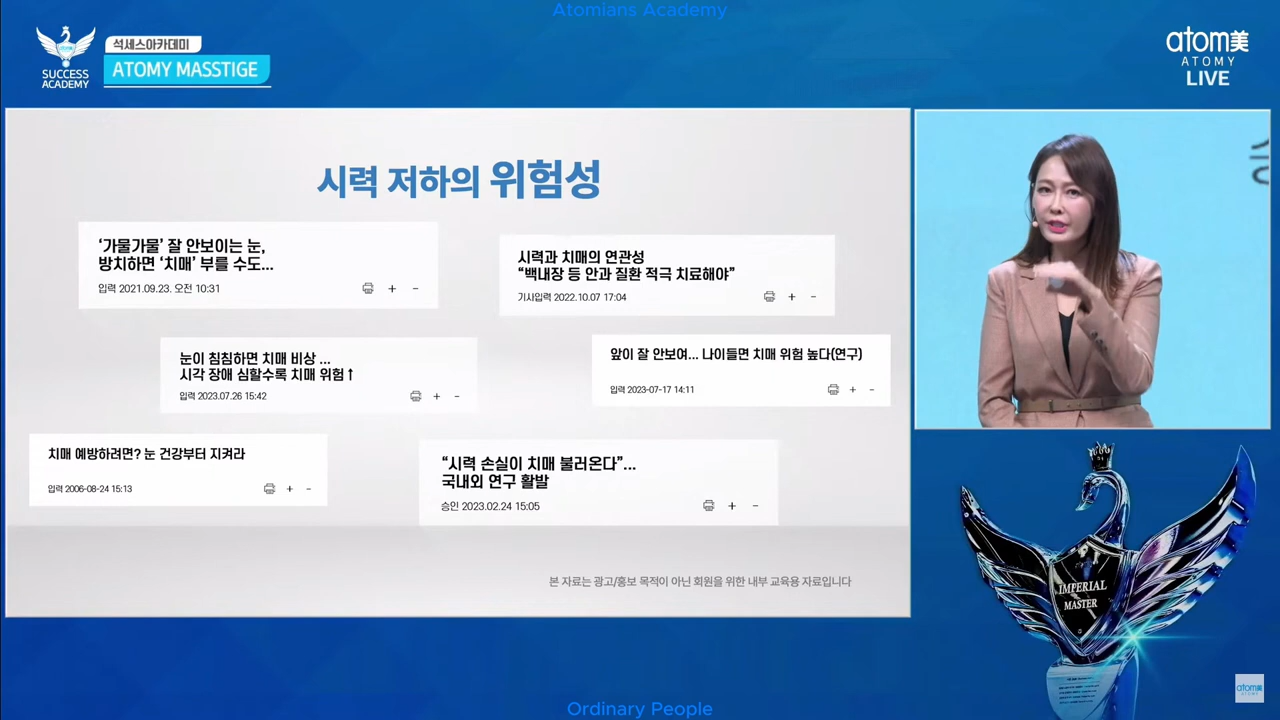 Atomians Academy
석세스아카데미
SUCCESS
ACADEMY
ATOMY MASSTIGE
atom美
ATOMY
LIVE
시력 저하의 위험성
‘가물가물’ 잘 안보이는 눈,
방치하면 ‘치매’ 부를 수도...
입력 2021.09.23. 오전 10:31
+ -
시력과 치매의 연관성
“백내장 등 안과 질환 적극 치료해야”
기사입력 2022.10.07 17:04
+ -
눈이 침침하면 치매 비상 ...
시각 장애 심할수록 치매 위험↑
입력 2023.07.26 15:42
+ -
앞이 잘 안보여... 나이들면 치매 위험 높다(연구)
입력 2023-07-17 14:11
+ -
치매 예방하려면? 눈 건강부터 지켜라
입력 2006-08-24 15:13
+ -
“시력 손실이 치매 불러온다”...
국내외 연구 활발
승인 2023.02.24 15:05
+ -
본 자료는 광고/홍보 목적이 아닌 회원을 위한 내부 교육용 자료입니다
IMPERIAL
MASTER
atom美
ATOMY
Ordinary People